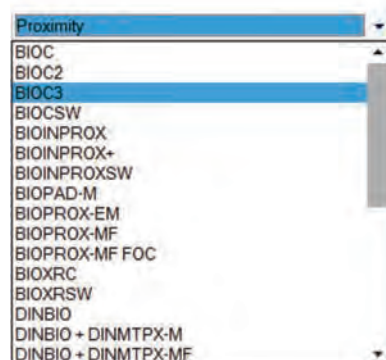 Proximity
BIOC
BIOC2
BIOC3
BIOCSW
BIOINPROX
BIOINPROX+
BIOINPROXSW
BIOPAD-M
BIOPROX-EM
BIOPROX-MF
BIOPROX-MF FOC
BIOXRC
BIOXRSW
DINBIO
DINBIO + DINMTPX-M
DINBIO + DINMTPX-MF